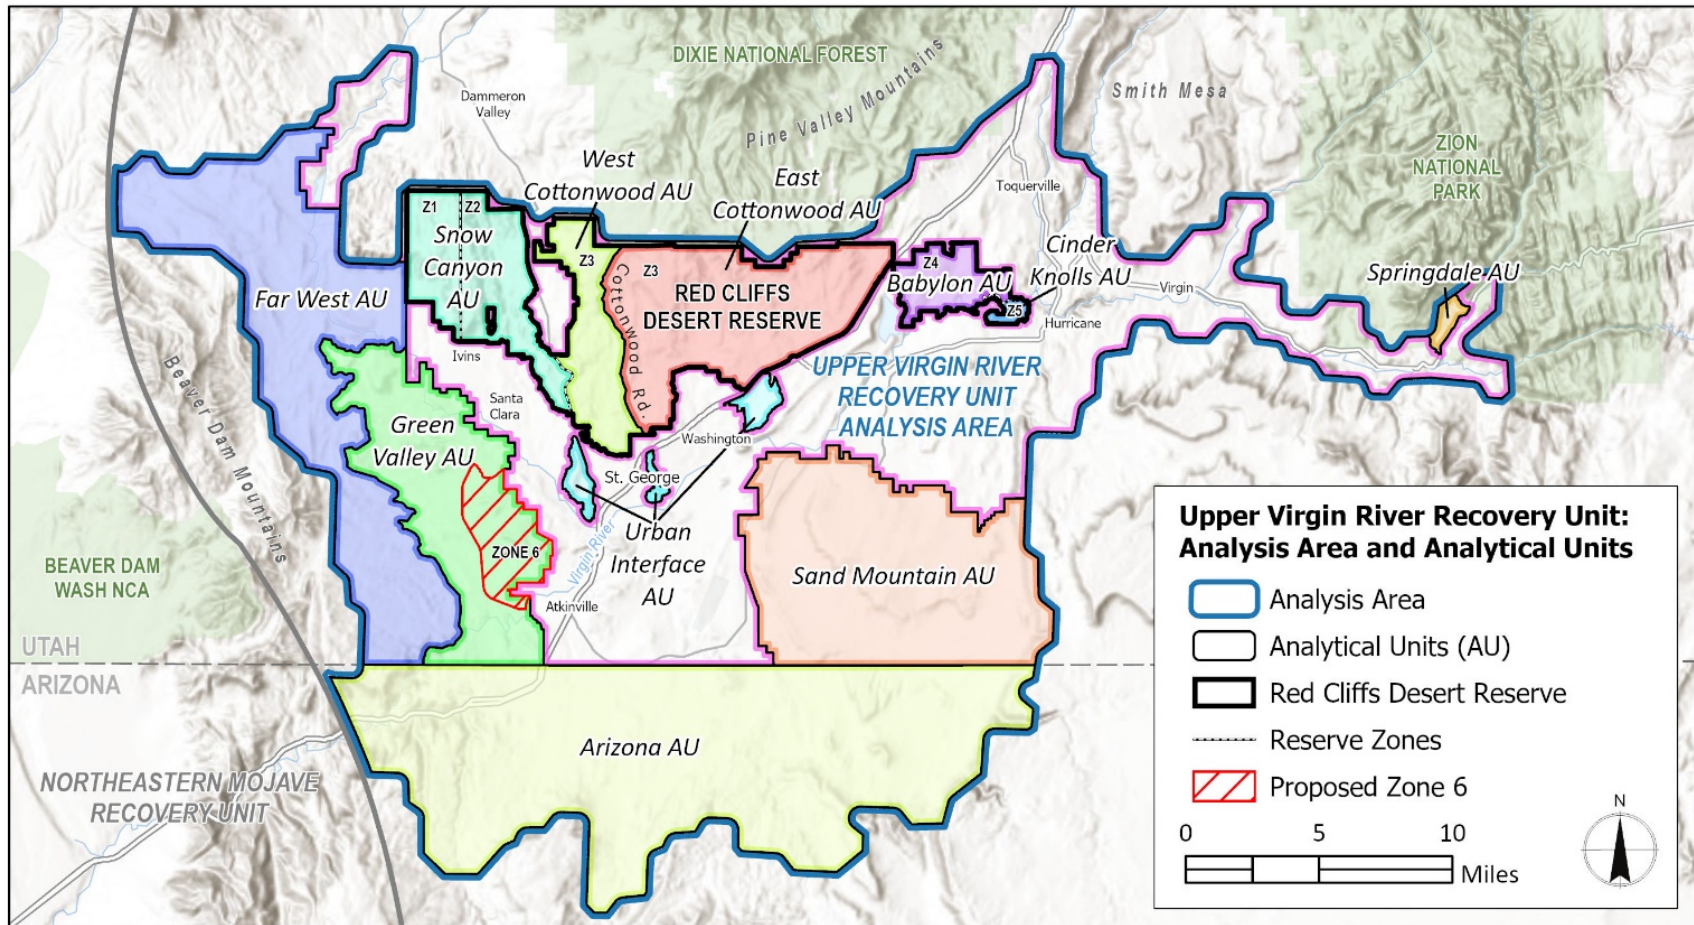 DIXIE NATIONAL FOREST
Pine Valley Mountains
Smith Mesa
Dammeron
Valley
ZION
NATIONAL
PARK
West
Cottonwood AU
East
Cottonwood AU
Toquerville
Z1
Z2
Snow
Canyon
AU
Z3
Cottonwood Rd.
Z3
RED CLIFFS
DESERT RESERVE
Z4
Babylon AU
Cinder
Knolls AU
Z5
Hurricane
Virgin
Springdale AU
Far West AU
Ivins
Santa
Clara
Beaver Dam Mountains
Green
Valley AU
ZONE 6
UPPER VIRGIN RIVER
RECOVERY UNIT
ANALYSIS AREA
Washington
St. George
Urban
Interface
AU
Virgin River
Atkinville
Sand Mountain AU
BEAVER DAM
WASH NCA
UTAH
ARIZONA
Arizona AU
NORTHEASTERN MOJAVE
RECOVERY UNIT
Upper Virgin River Recovery Unit:
Analysis Area and Analytical Units
Analysis Area
Analytical Units (AU)
Red Cliffs Desert Reserve
Reserve Zones
Proposed Zone 6
0 5 10
Miles
N